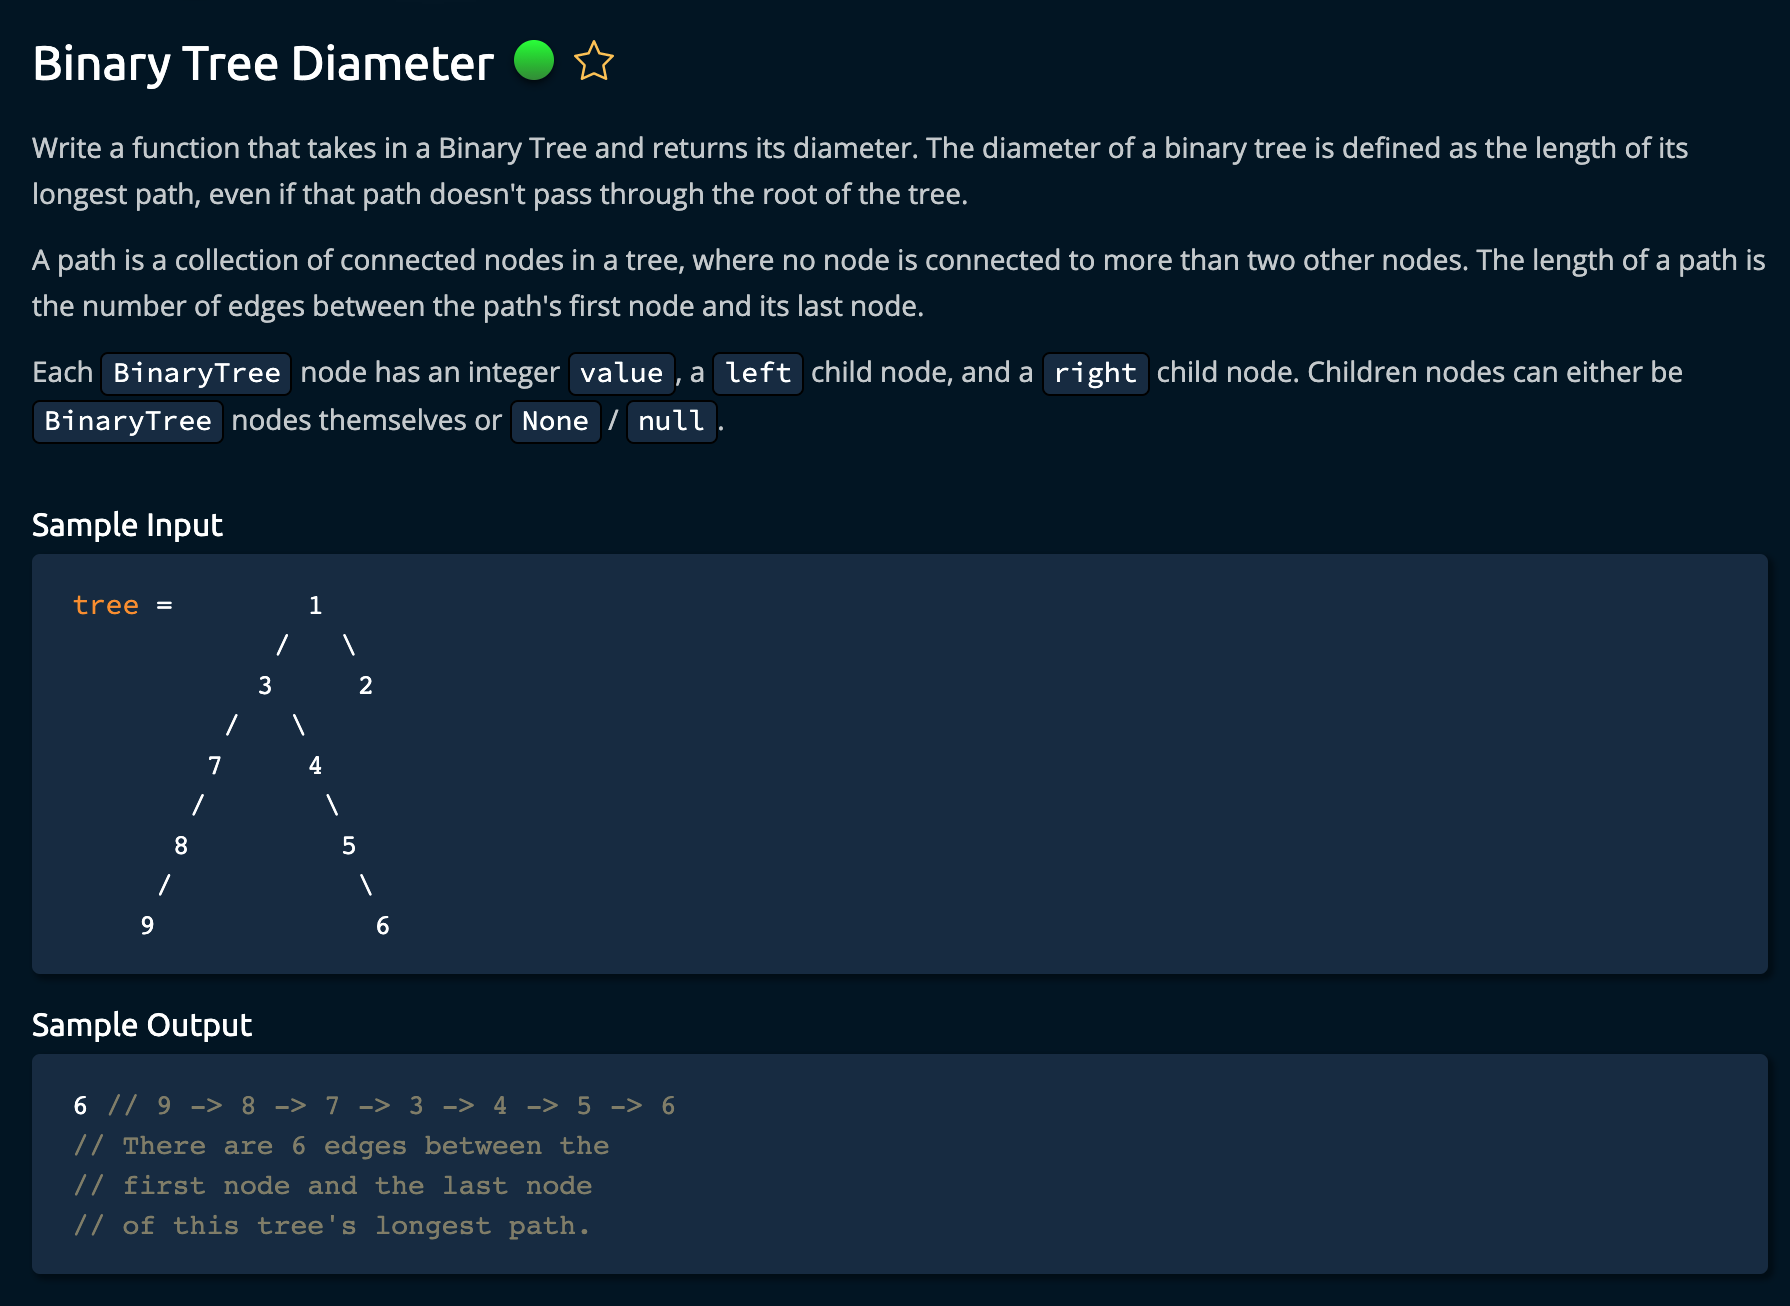 Binary Tree Diameter
Write a function that takes in a Binary Tree and returns its diameter. The diameter of a binary tree is defined as the length of its
longest path, even if that path doesn't pass through the root of the tree.
A path is a collection of connected nodes in a tree, where no node is connected to more than two other nodes. The length of a path is
the number of edges between the path's first node and its last node.
Each BinaryTree node has an integer value, a left child node, and a right child node. Children nodes can either be
BinaryTree nodes themselves or None / null.
Sample Input
tree =        1
            /   \
           3     2
         /   \
        7     4
       /       \
      8         5
     /           \
    9             6
Sample Output
6 // 9 -> 8 -> 7 -> 3 -> 4 -> 5 -> 6
// There are 6 edges between the
// first node and the last node
// of this tree's longest path.